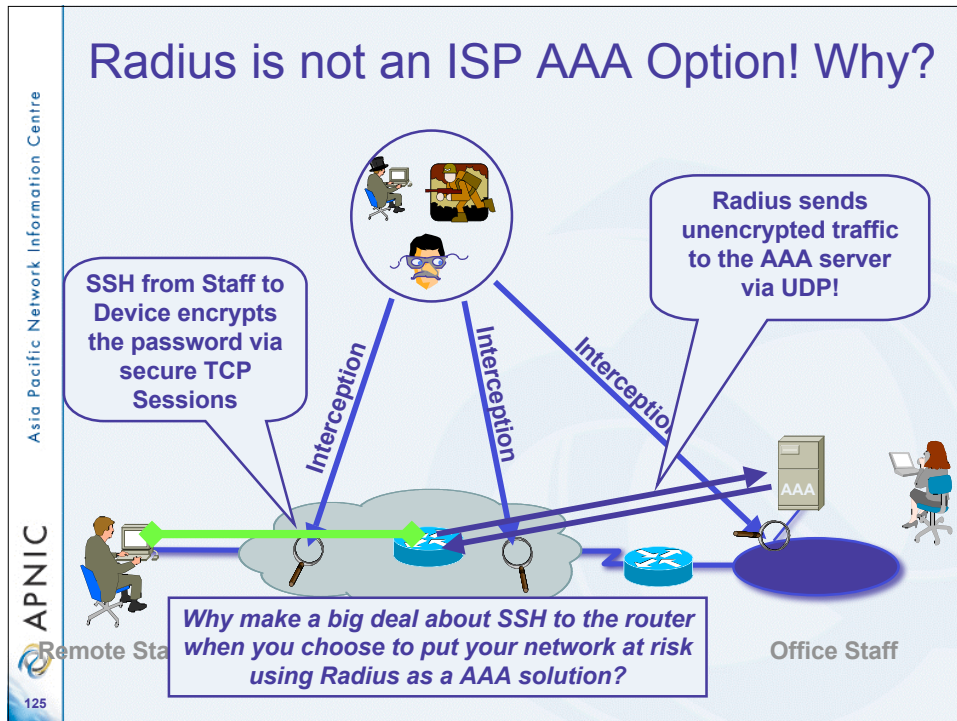 Radius is not an ISP AAA Option! Why?
Asia Pacific Network Information Centre
Radius sends
unencrypted traffic
to the AAA server
via UDP!
SSH from Staff to
Device encrypts
the password via
secure TCP
Sessions
Interception
Interception
Interception
AAA
APNIC
Remote Sta
Why make a big deal about SSH to the router
when you choose to put your network at risk
using Radius as a AAA solution?
Office Staff
125